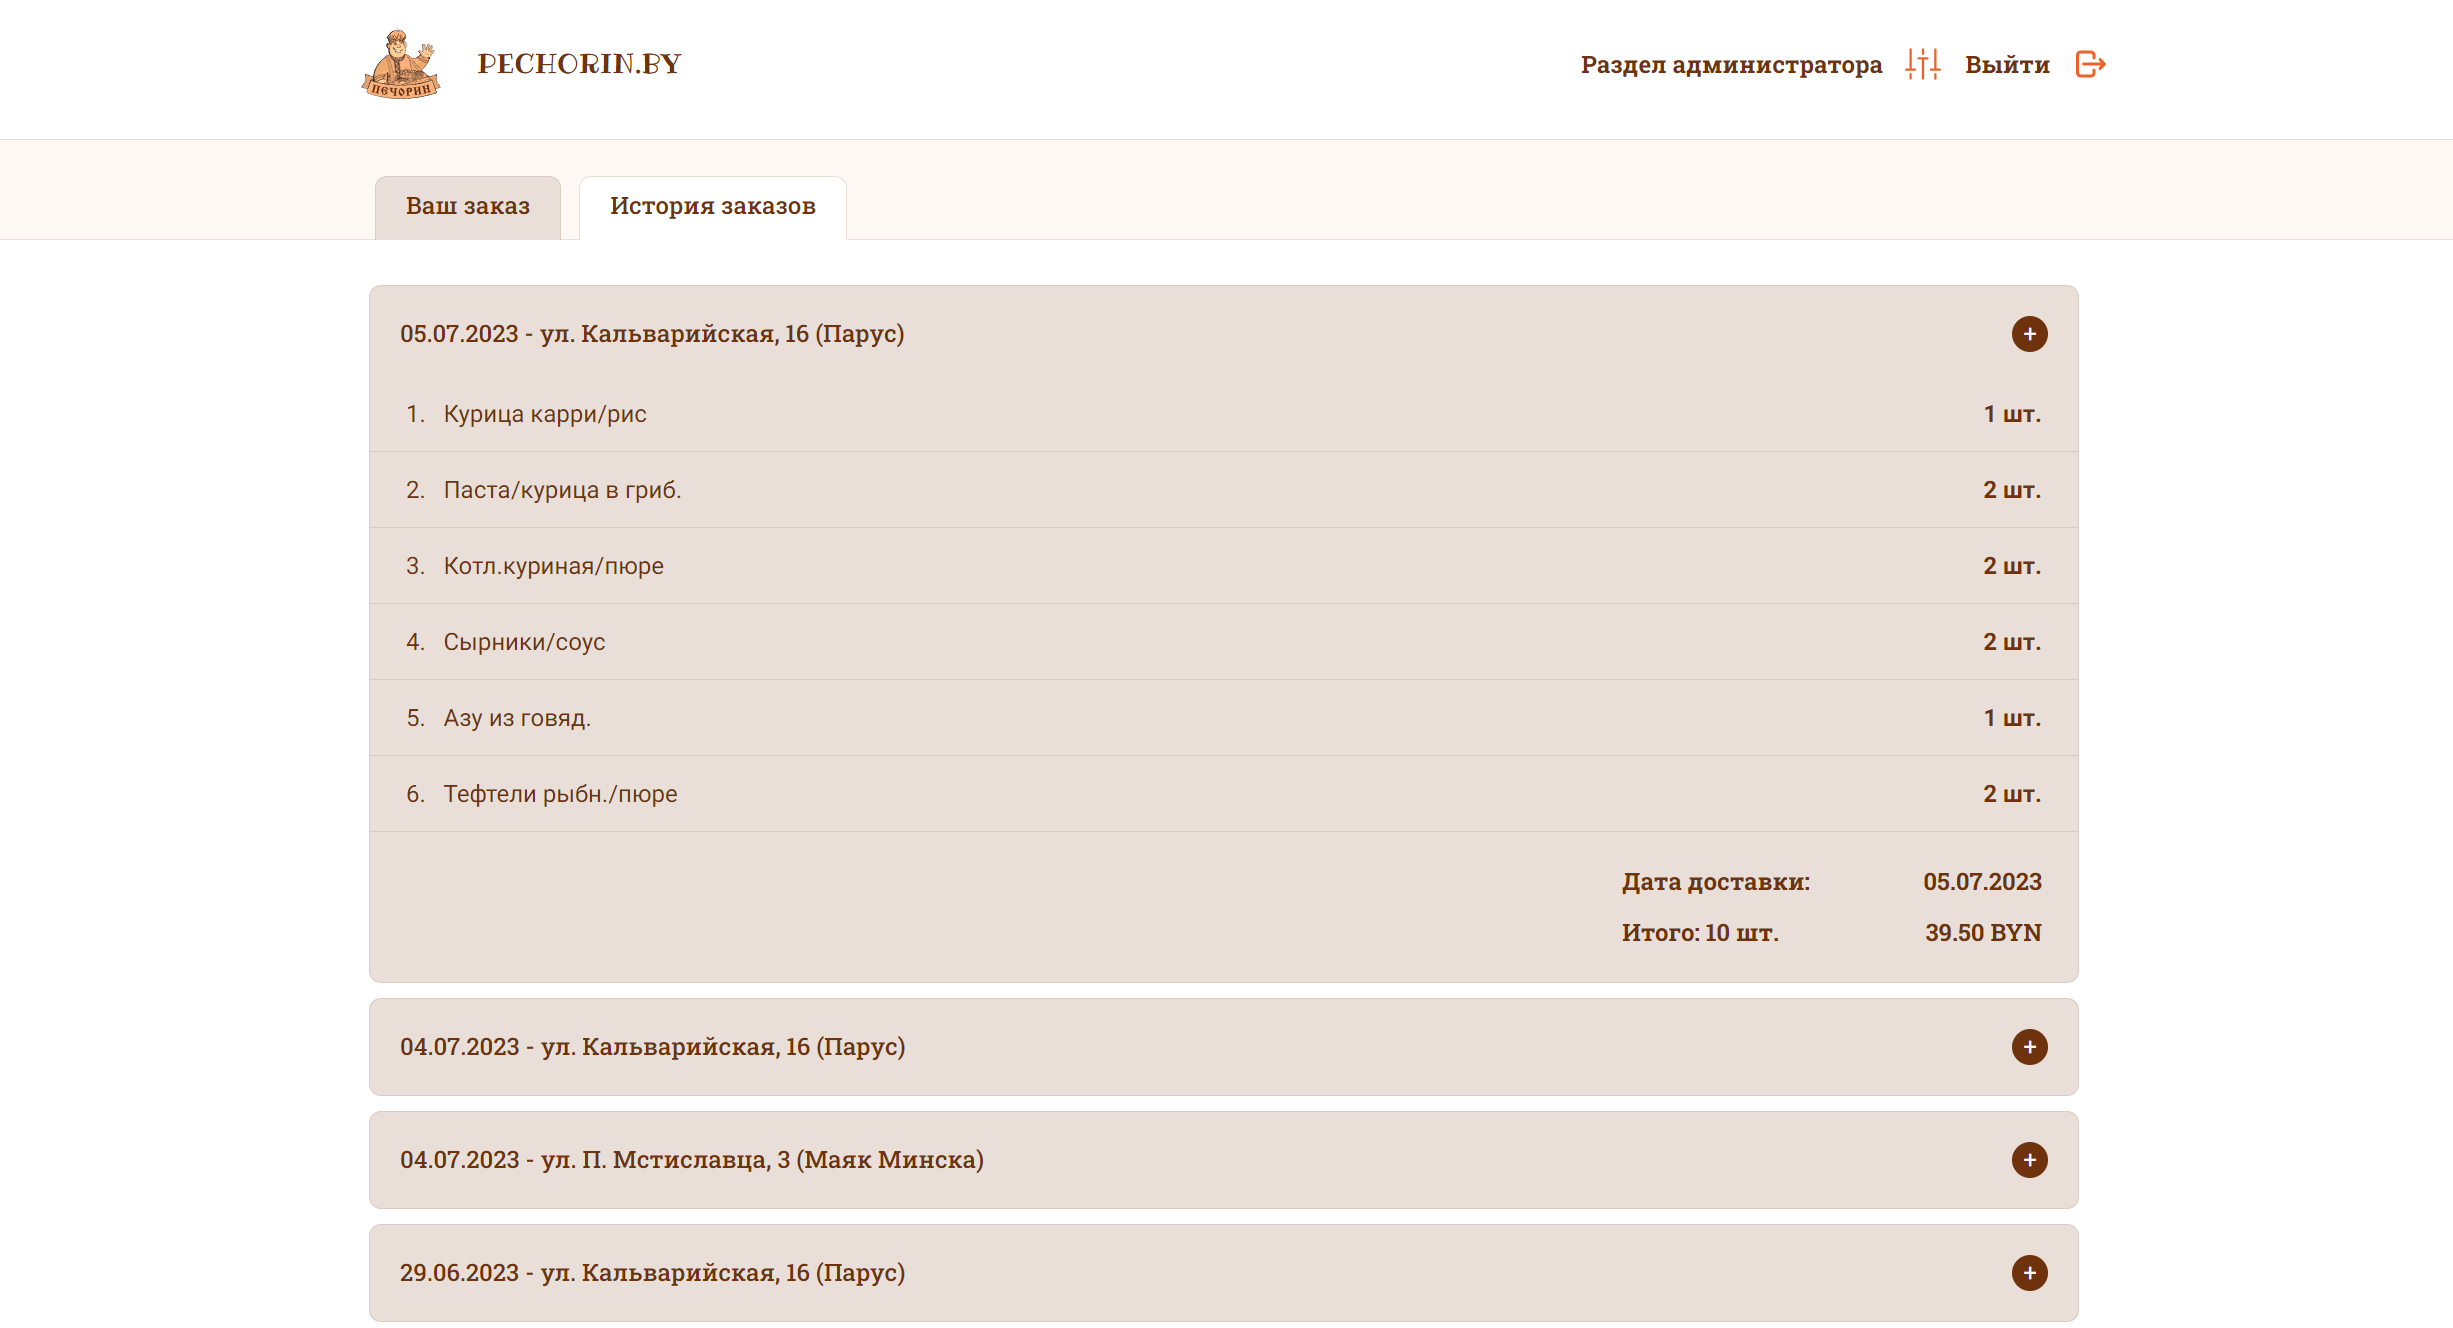 ПЕЧОРИН
PECHORIN.BY
Раздел администратора Выйти
Ваш заказ История заказов
05.07.2023 - ул. Кальварийская, 16 (Парус) +
1. Курица карри/рис 1 шт.
2. Паста/курица в гриб. 2 шт.
3. Котл.куриная/пюре 2 шт.
4. Сырники/соус 2 шт.
5. Азу из говяд. 1 шт.
6. Тефтели рыбн./пюре 2 шт.
Дата доставки: 05.07.2023
Итого: 10 шт. 39.50 BYN
04.07.2023 - ул. Кальварийская, 16 (Парус) +
04.07.2023 - ул. П. Мстиславца, 3 (Маяк Минска) +
29.06.2023 - ул. Кальварийская, 16 (Парус) +